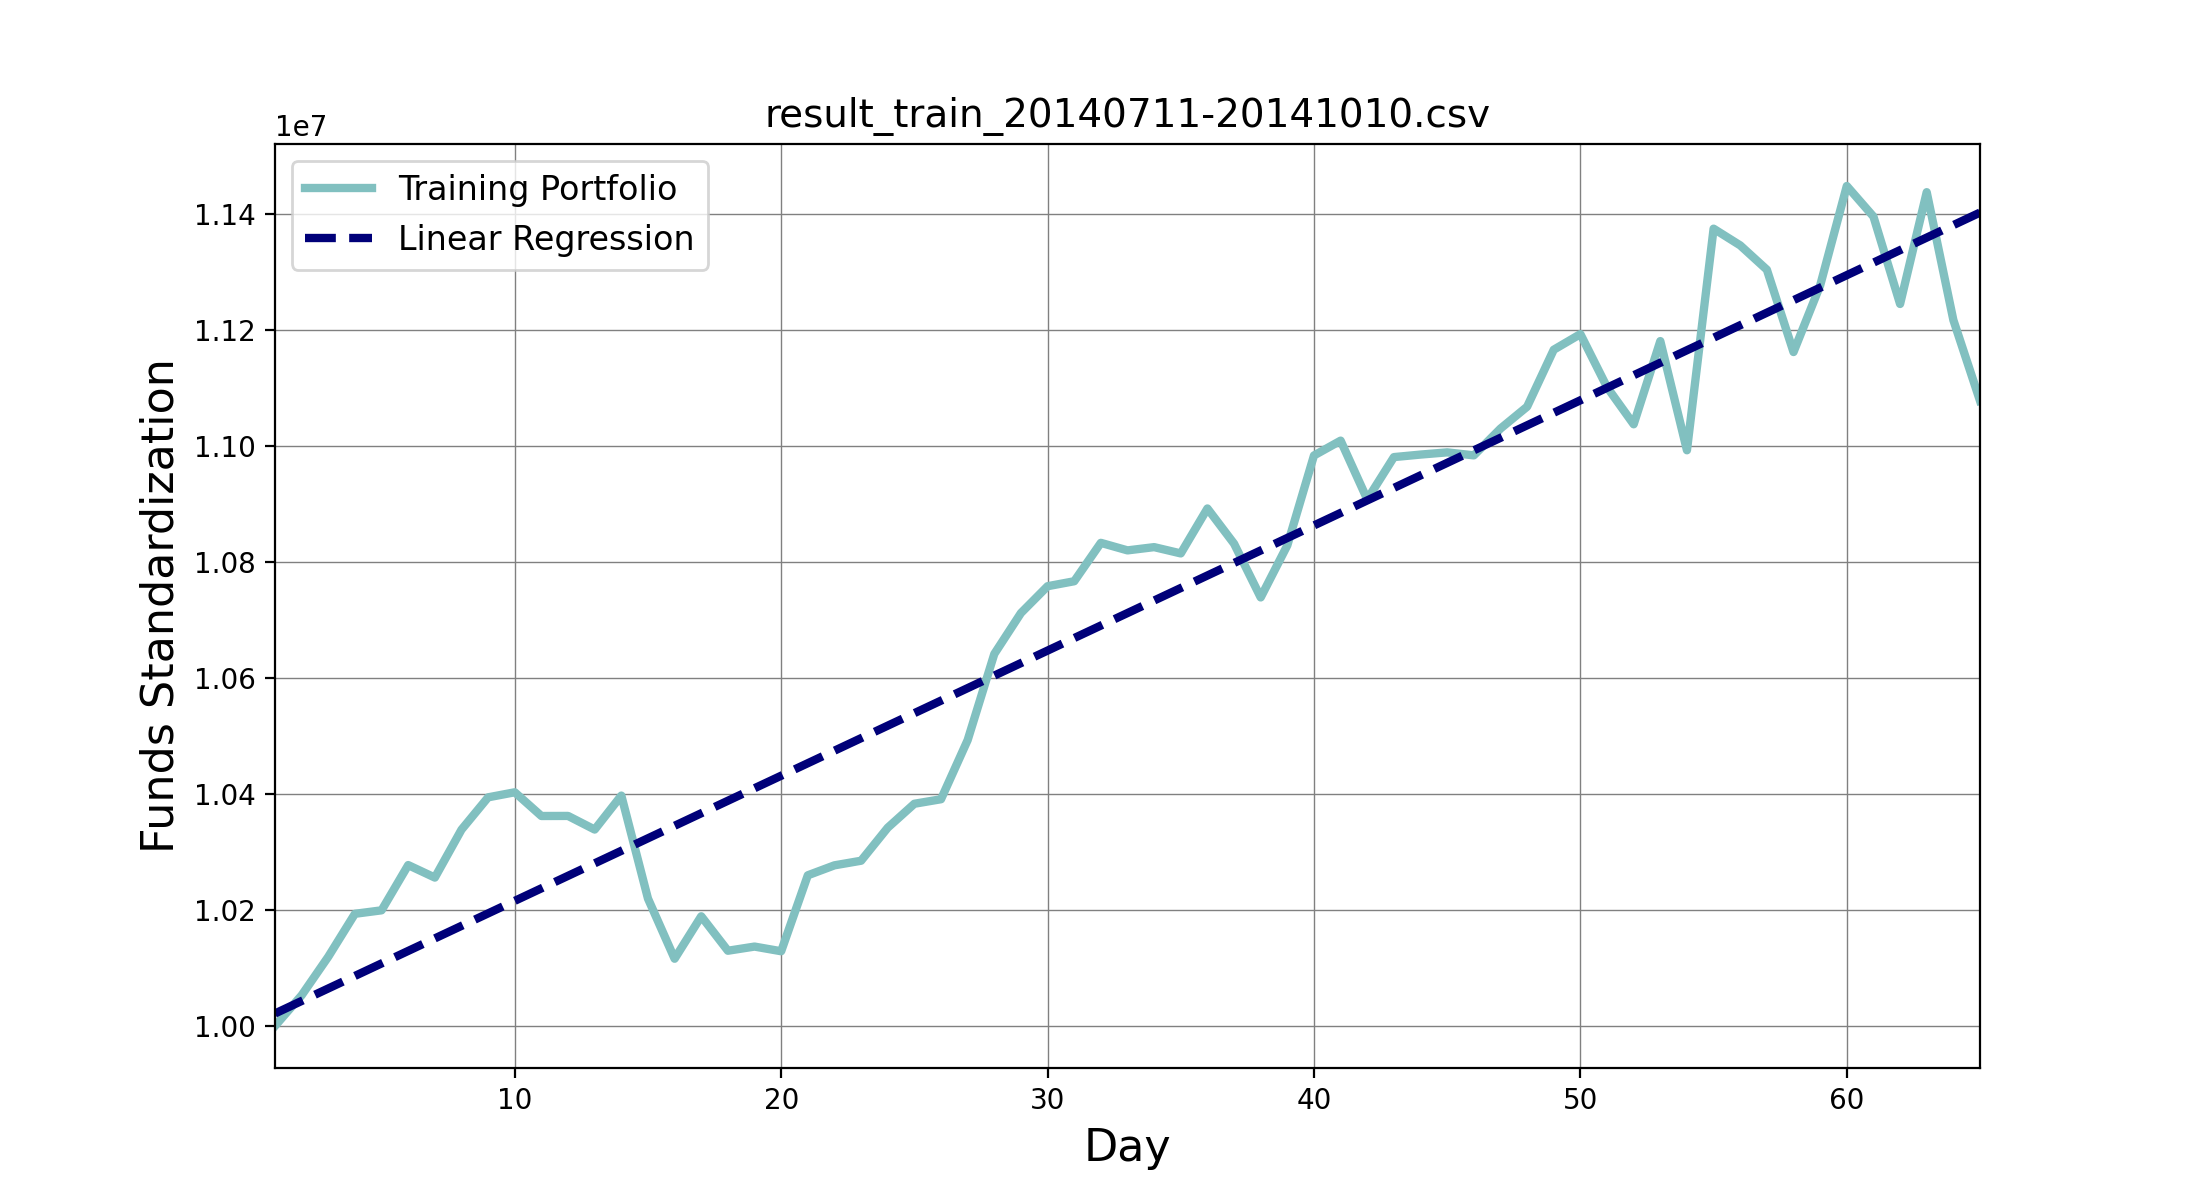 result_train_20140711-20141010.csv
1e7
Training Portfolio
Linear Regression
1.14
1.12
1.10
1.08
1.06
1.04
1.02
1.00
Funds Standardization
10 20 30 40 50 60
Day